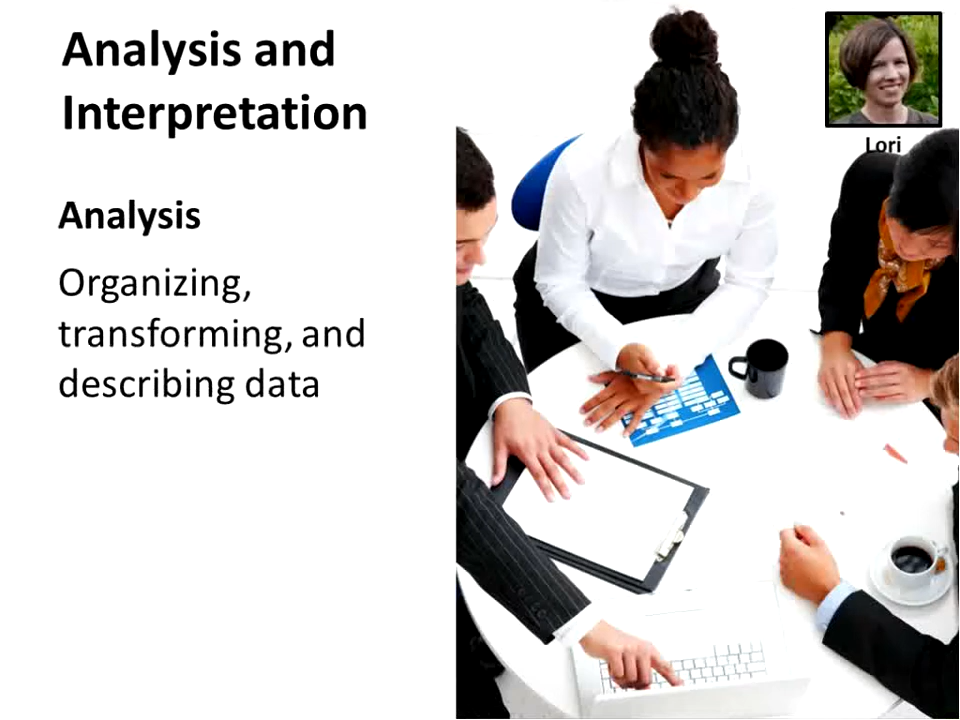 Analysis and
Interpretation
Lori
Analysis
Organizing,
transforming, and
describing data